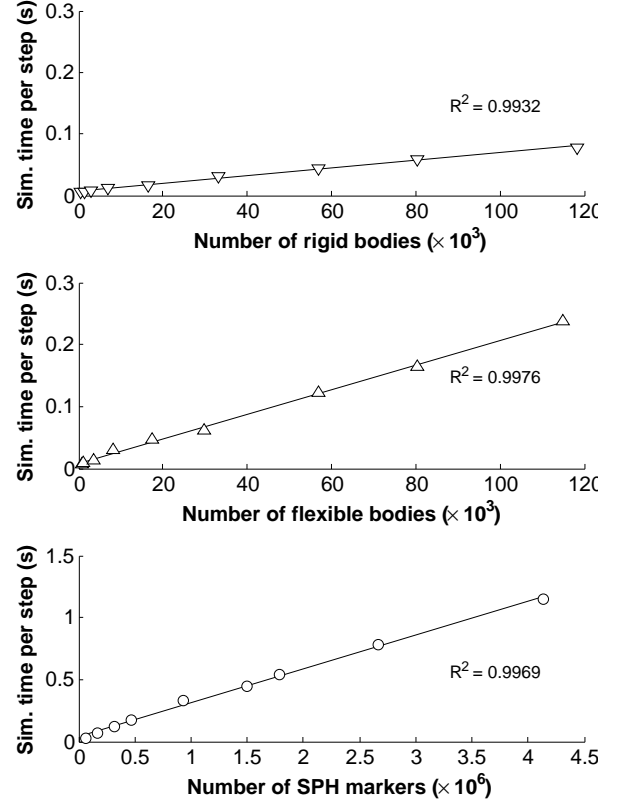 0.3
0.2
0.1
0
Sim. time per step (s)
R² = 0.9932
0 20 40 60 80 100 120
Number of rigid bodies (× 10³)
0.3
0.2
0.1
0
Sim. time per step (s)
R² = 0.9976
0 20 40 60 80 100 120
Number of flexible bodies (× 10³)
1.5
1
0.5
0
Sim. time per step (s)
R² = 0.9969
0 0.5 1 1.5 2 2.5 3 3.5 4 4.5
Number of SPH markers (× 10⁶)